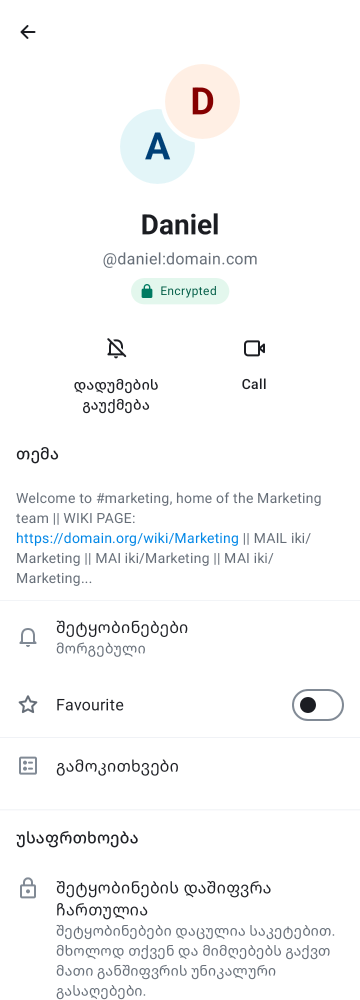 D
A
Daniel
@daniel:domain.com
Encrypted
დადუმების
გაუქმება
Call
თემა
Welcome to #marketing, home of the Marketing
team || WIKI PAGE:
https://domain.org/wiki/Marketing || MAIL iki/
Marketing || MAI iki/Marketing || MAI iki/
Marketing...
შეტყობინებები
მორგებული
Favourite
გამოკითხვები
უსაფრთხოება
შეტყობინების დაშიფვრა
ჩართულია
შეტყობინებები დაცულია საკეტებით.
მხოლოდ თქვენ და მიმღებებს გაქვთ
მათი განშიფვრის უნიკალური
გასაღებები.